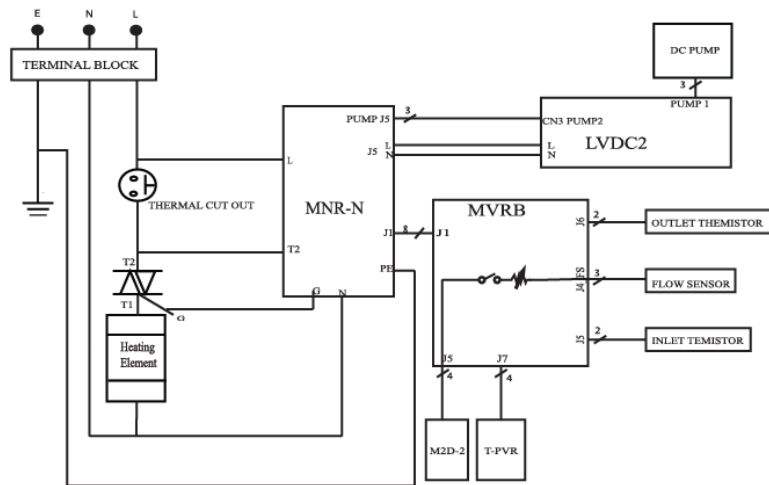 E N L
TERMINAL BLOCK
DC PUMP
3
PUMP 1
PUMP J5
3
CN3 PUMP2
LVDC2
J5
L
N
L
N
L
THERMAL CUT OUT
MNR-N
MVRB
J1
8
J1
J6
2
OUTLET THEMISTOR
T2
PE
T2
T1
G
G
N
FS
J4
3
FLOW SENSOR
Heating
Element
J5
2
INLET TEMISTOR
J5
4
J7
4
M2D-2
T-PVR